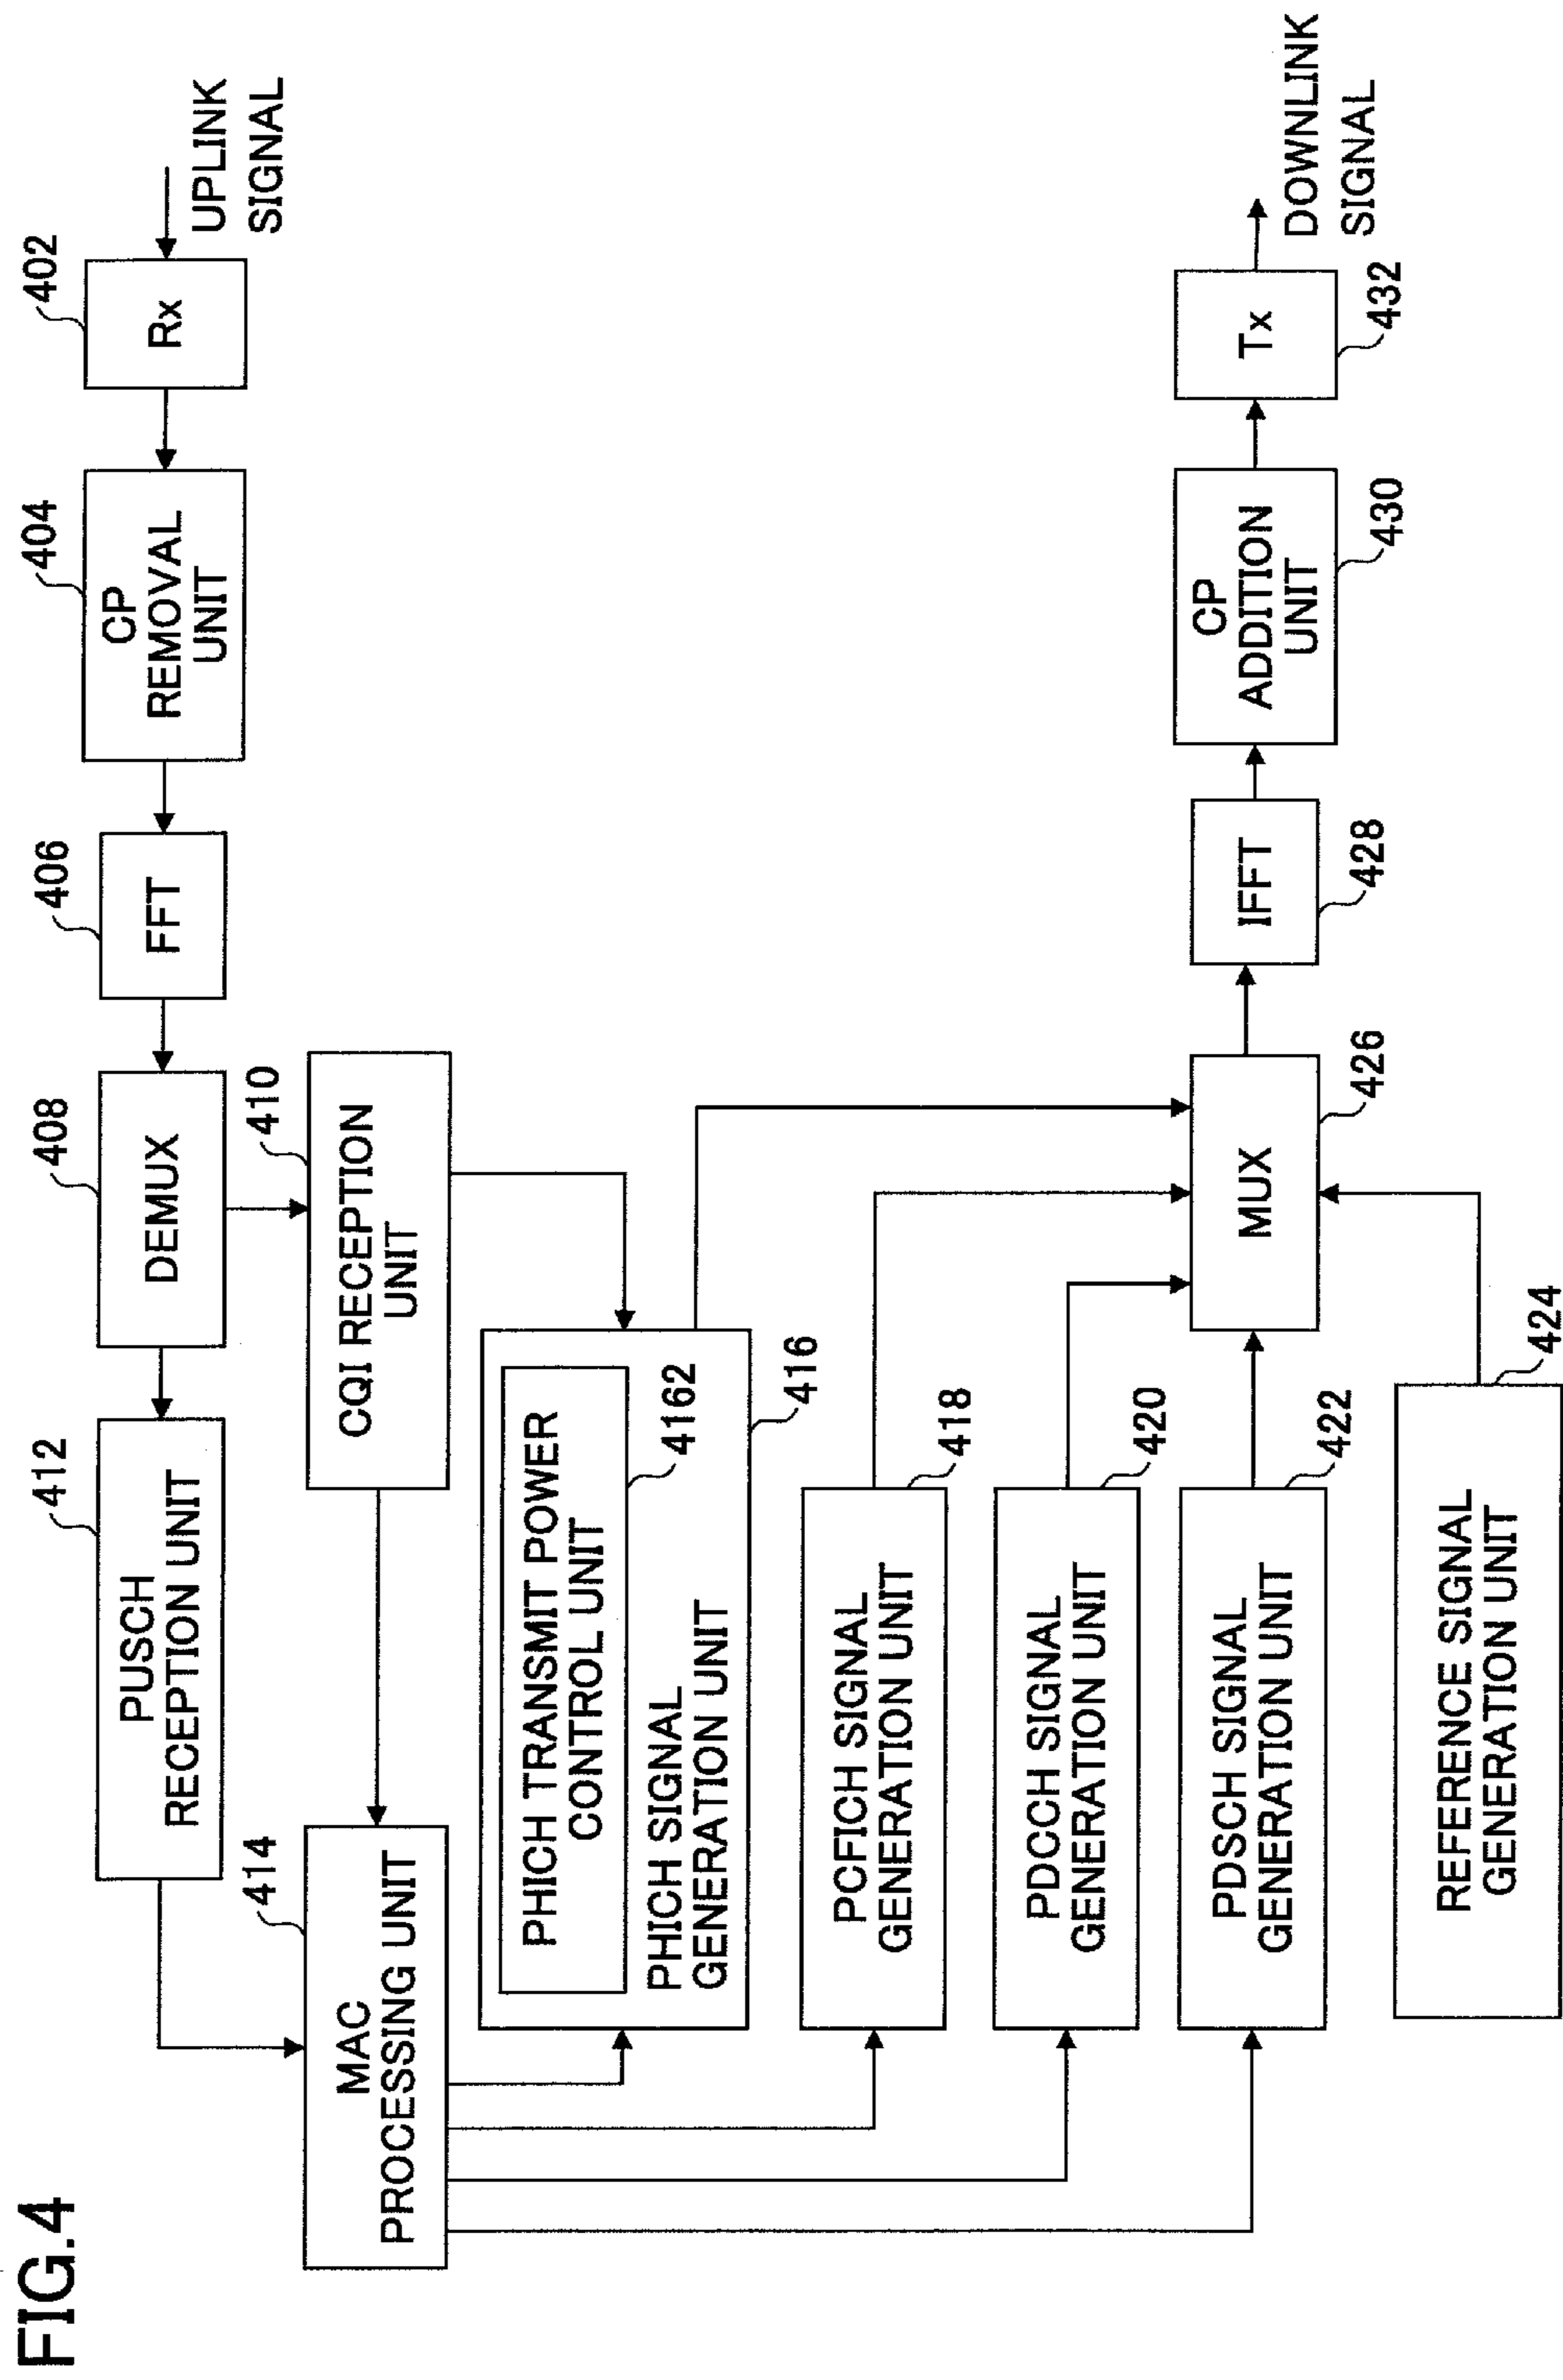 FIG.4
402
Rx
UPLINK
SIGNAL
404
CP
REMOVAL
UNIT
406
FFT
408
DEMUX
410
CQI RECEPTION
UNIT
412
PUSCH
RECEPTION UNIT
414
MAC
PROCESSING UNIT
PHICH TRANSMIT POWER
CONTROL UNIT
4162
PHICH SIGNAL
GENERATION UNIT
416
PCFICH SIGNAL
GENERATION UNIT
418
PDCCH SIGNAL
GENERATION UNIT
420
PDSCH SIGNAL
GENERATION UNIT
422
REFERENCE SIGNAL
GENERATION UNIT
424
MUX
426
IFFT
428
CP
ADDITION
UNIT
430
Tx
432
DOWNLINK
SIGNAL